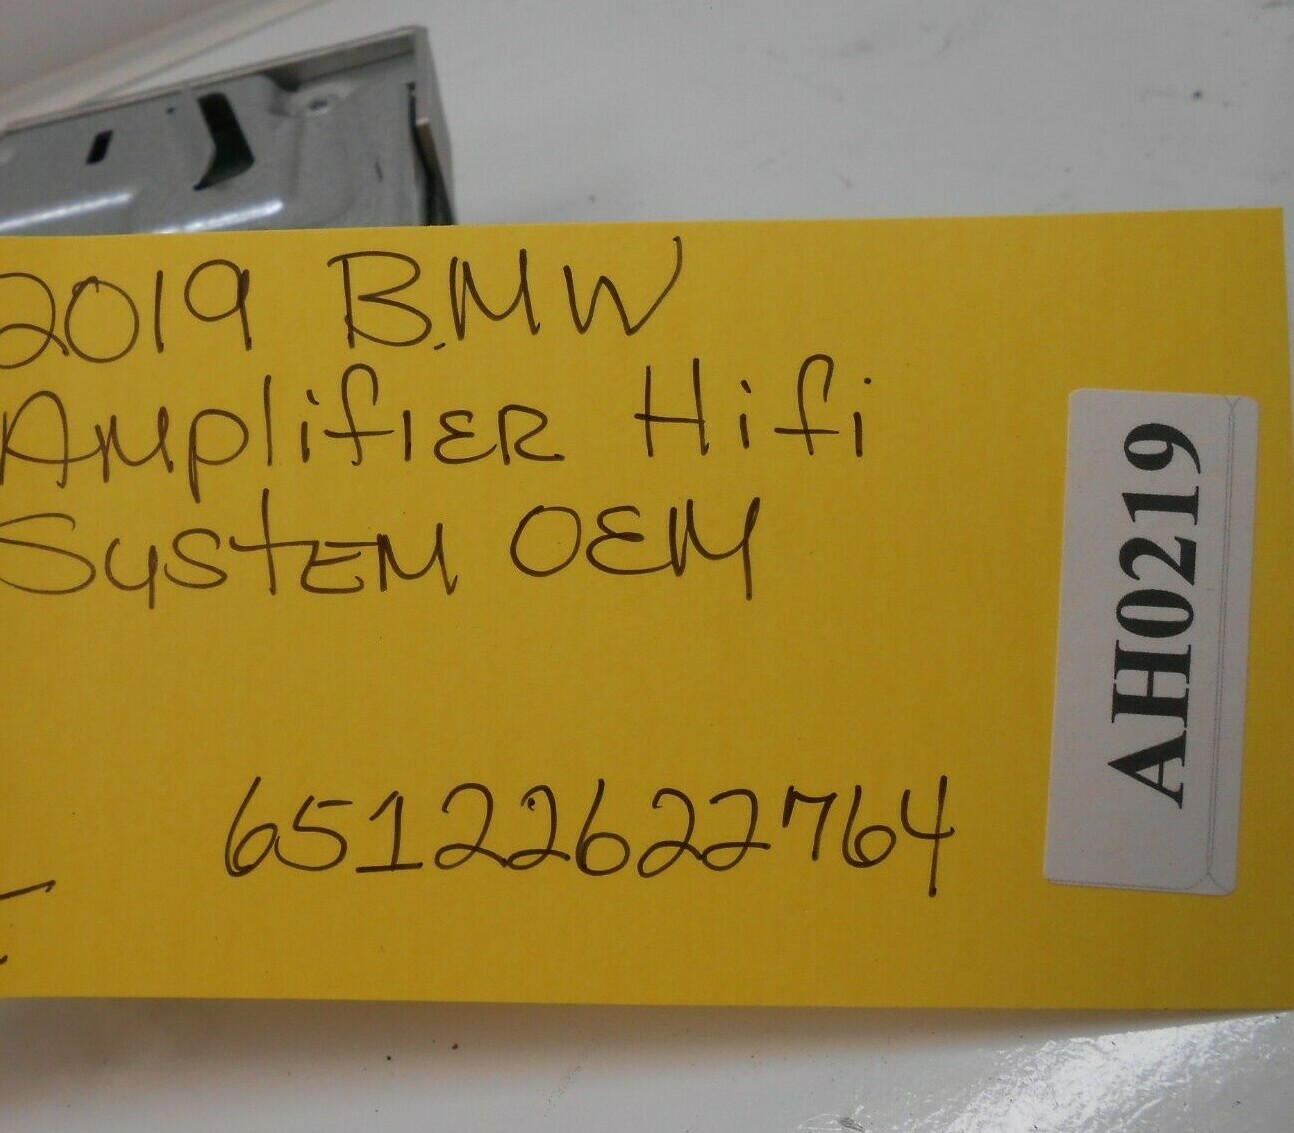 2019 BMW
Amplifier Hifi
System OEM
65122622764
AH0219